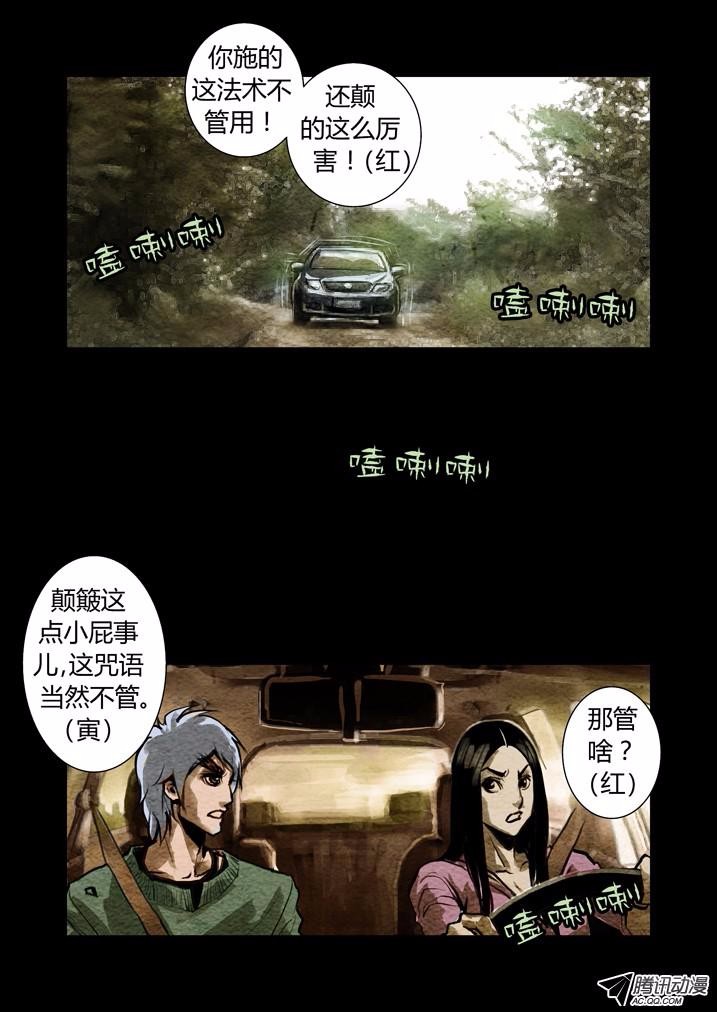 你施的
这法术不
管用！
还颠
的这么厉
害！（红）
嗑喇喇
嗑喇喇
嗑喇喇
颠簸这
点小屁事
儿，这咒语
当然不管。
（寅）
那管
啥？
（红）
嗑喇喇
腾讯动漫
AC.QQ.COM